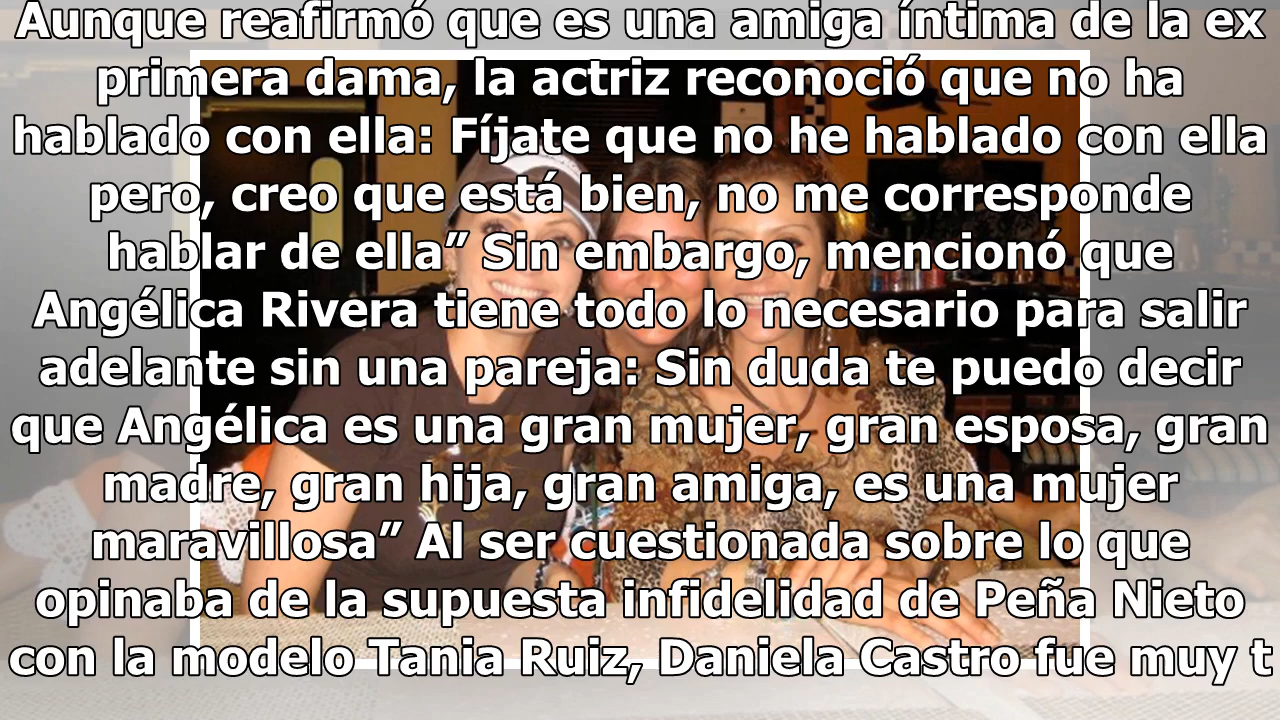 Aunque reafirmó que es una amiga íntima de la ex
primera dama, la actriz reconoció que no ha
hablado con ella: Fíjate que no he hablado con ella
pero, creo que está bien, no me corresponde
hablar de ella” Sin embargo, mencionó que
Angélica Rivera tiene todo lo necesario para salir
adelante sin una pareja: Sin duda te puedo decir
que Angélica es una gran mujer, gran esposa, gran
madre, gran hija, gran amiga, es una mujer
maravillosa” Al ser cuestionada sobre lo que
opinaba de la supuesta infidelidad de Peña Nieto
con la modelo Tania Ruiz, Daniela Castro fue muy t